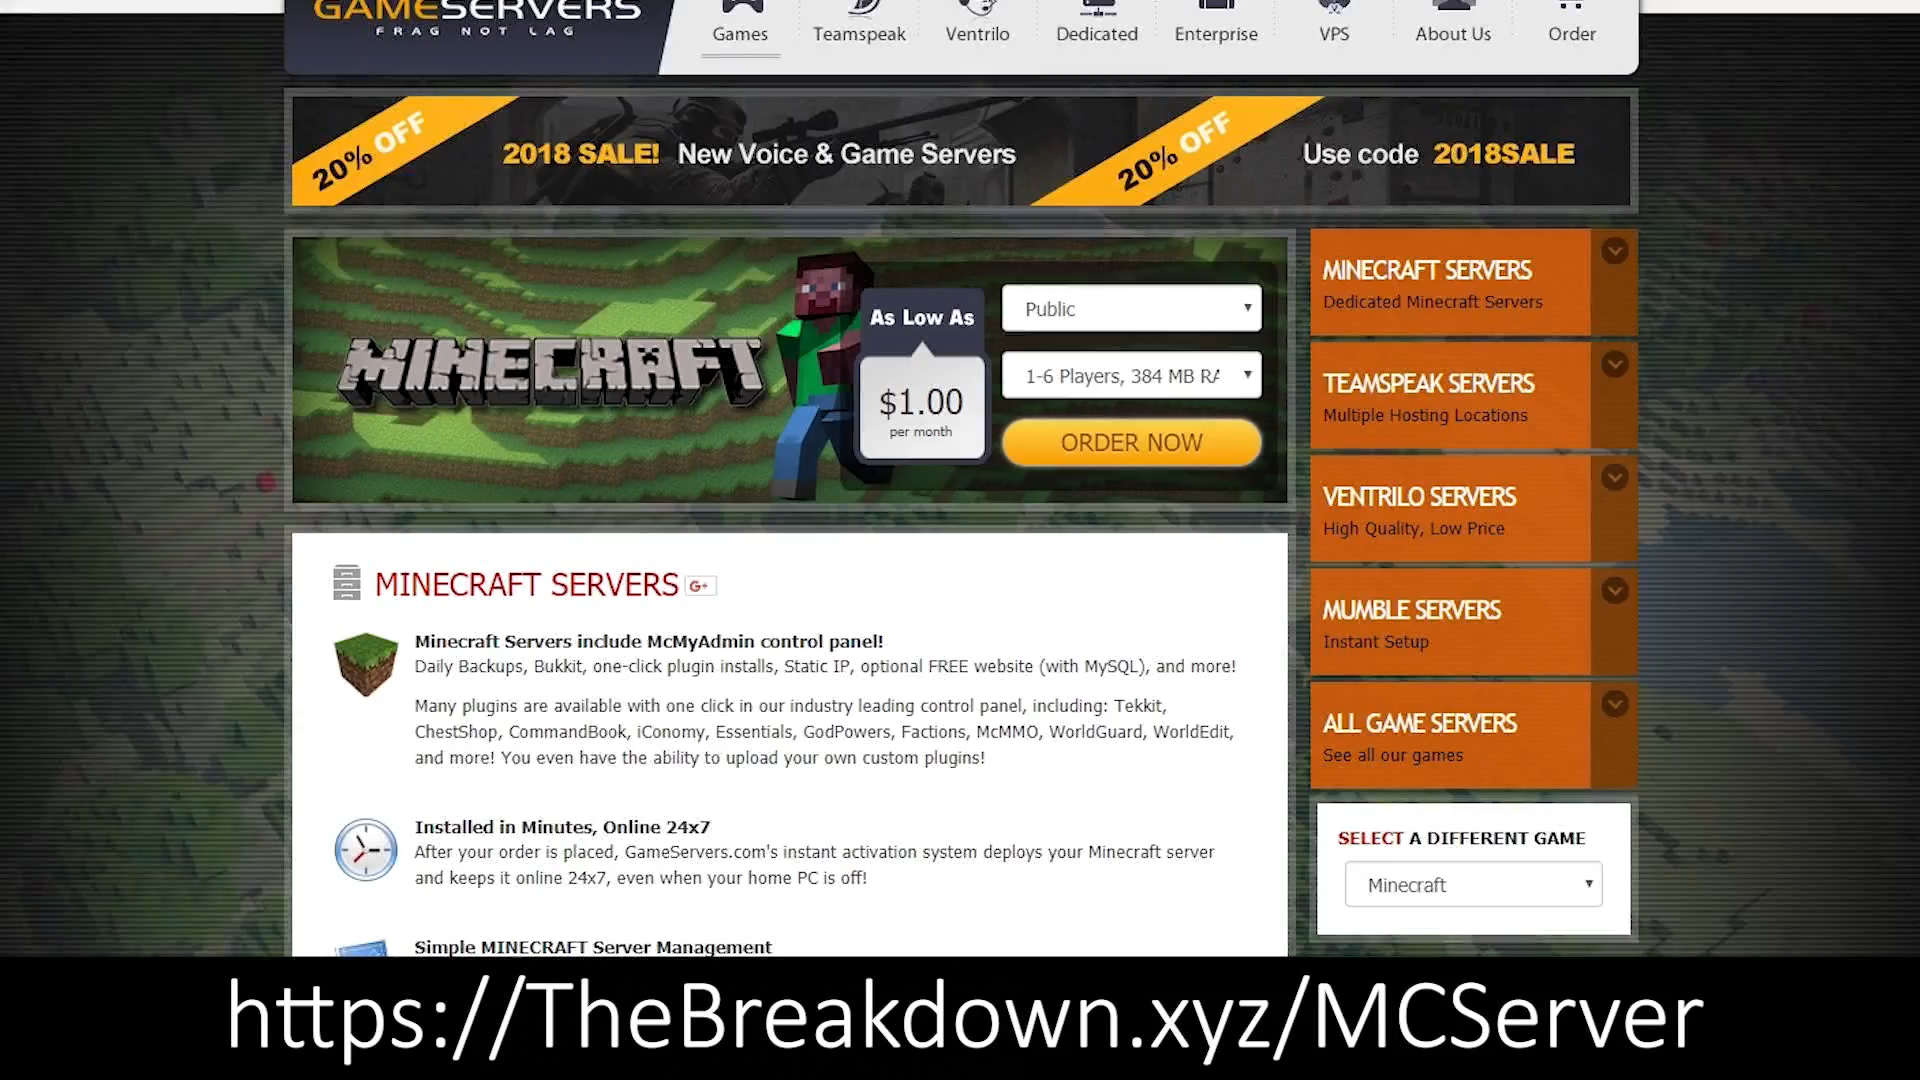 GAMESERVERS
FRAG NOT LAG
Games
Teamspeak
Ventrilo
Dedicated
Enterprise
VPS
About Us
Order
20% OFF
2018 SALE! New Voice & Game Servers
20% OFF
Use code 2018SALE
MINECRAFT
As Low As
$1.00
per month
Public
1-6 Players, 384 MB RA
ORDER NOW
MINECRAFT SERVERS
Dedicated Minecraft Servers
TEAMSPEAK SERVERS
Multiple Hosting Locations
VENTRILO SERVERS
High Quality, Low Price
MUMBLE SERVERS
Instant Setup
ALL GAME SERVERS
See all our games
SELECT A DIFFERENT GAME
Minecraft
MINECRAFT SERVERS G+
Minecraft Servers include McMyAdmin control panel!
Daily Backups, Bukkit, one-click plugin installs, Static IP, optional FREE website (with MySQL), and more!
Many plugins are available with one click in our industry leading control panel, including: Tekkit,
ChestShop, CommandBook, iConomy, Essentials, GodPowers, Factions, McMMO, WorldGuard, WorldEdit,
and more! You even have the ability to upload your own custom plugins!
Installed in Minutes, Online 24x7
After your order is placed, GameServers.com's instant activation system deploys your Minecraft server
and keeps it online 24x7, even when your home PC is off!
Simple MINECRAFT Server Management
https://TheBreakdown.xyz/MCServer